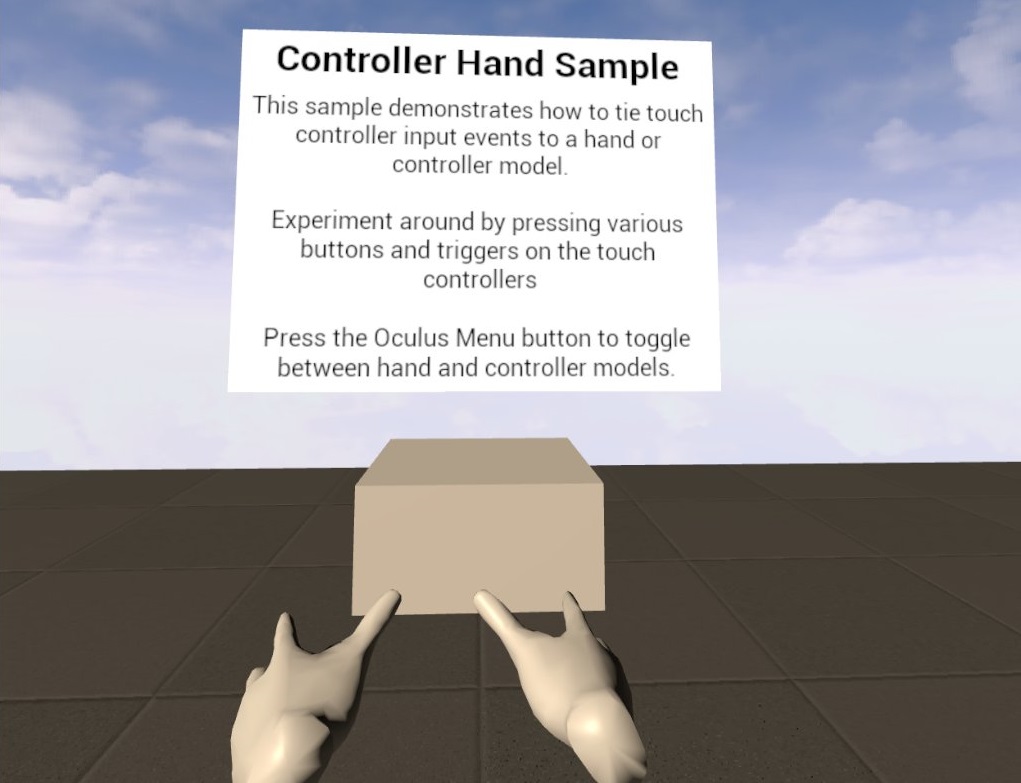 Controller Hand Sample
This sample demonstrates how to tie touch
controller input events to a hand or
controller model.
Experiment around by pressing various
buttons and triggers on the touch
controllers
Press the Oculus Menu button to toggle
between hand and controller models.